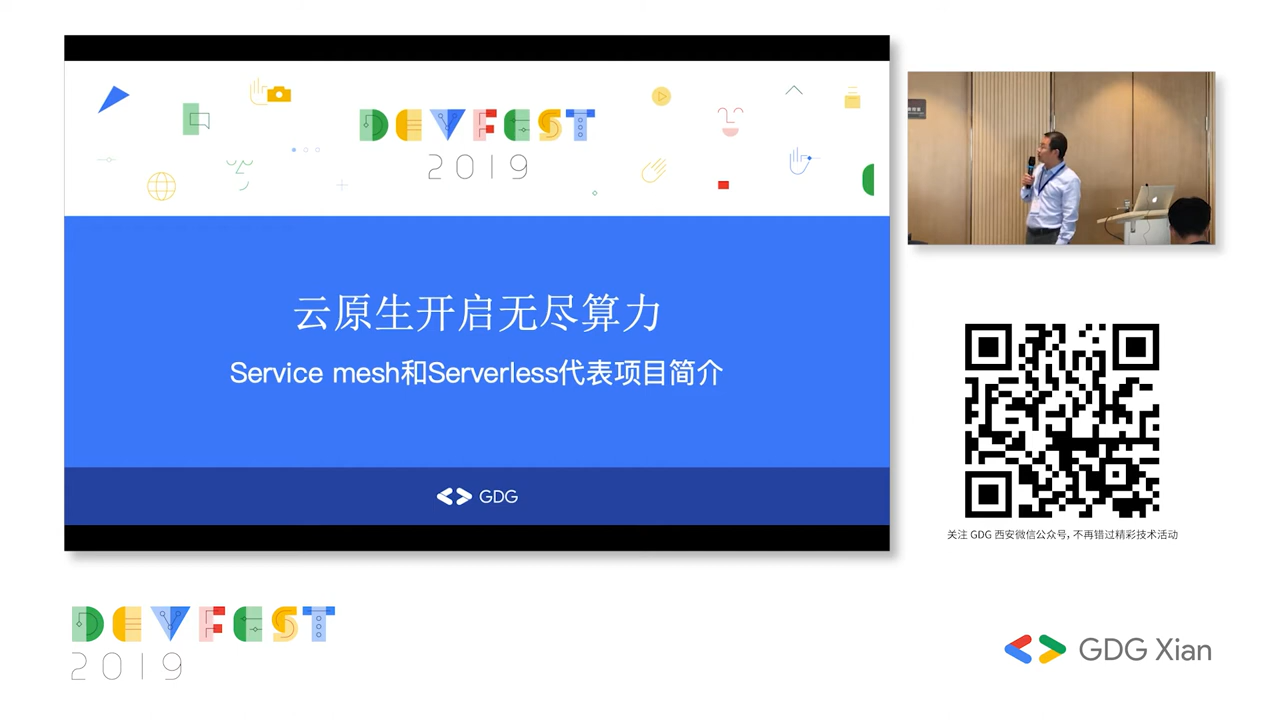 DEVFEST
2019
云原生开启无尽算力
Service mesh和Serverless代表项目简介
GDG
关注 GDG 西安微信公众号, 不再错过精彩技术活动
DEVFEST
2019
GDG Xian